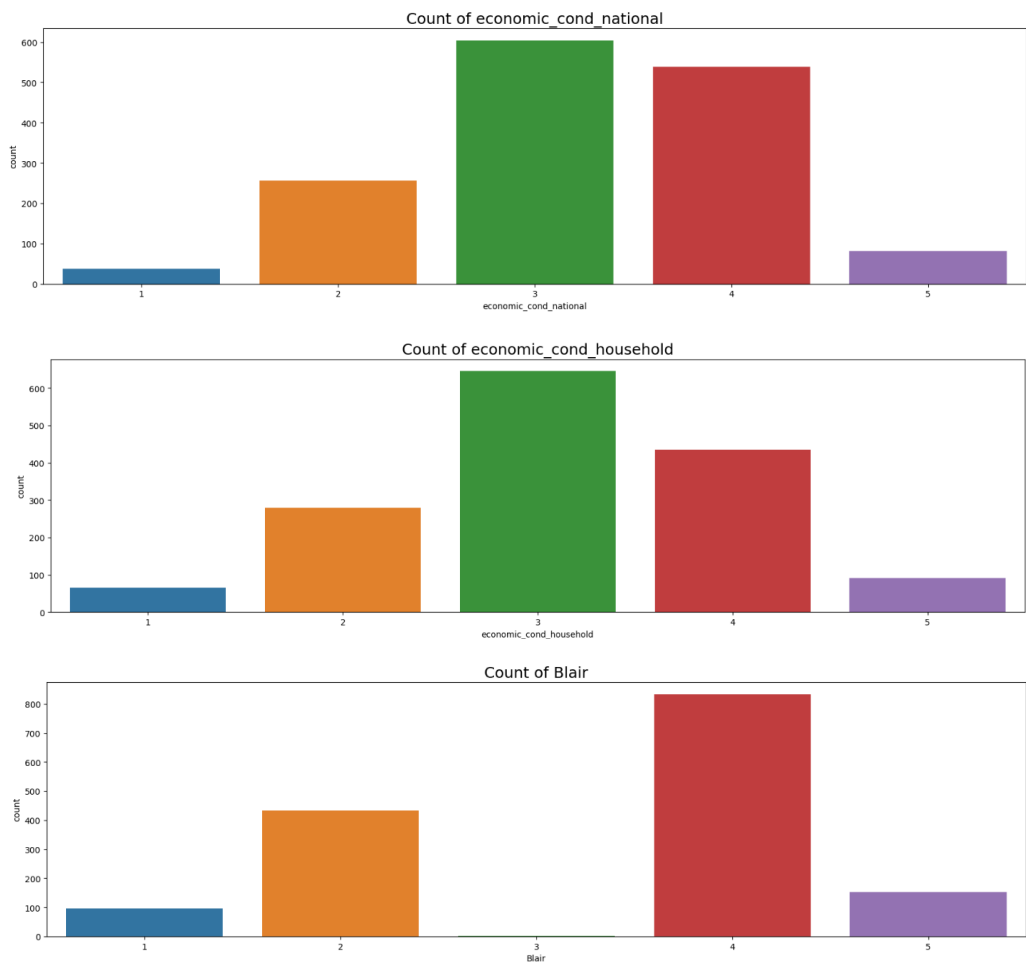 Count of economic_cond_national
600
500
400
300
200
100
0
count
1 2 3 4 5
economic_cond_national
Count of economic_cond_household
600
500
400
300
200
100
0
count
1 2 3 4 5
economic_cond_household
Count of Blair
800
700
600
500
400
300
200
100
0
count
1 2 3 4 5
Blair